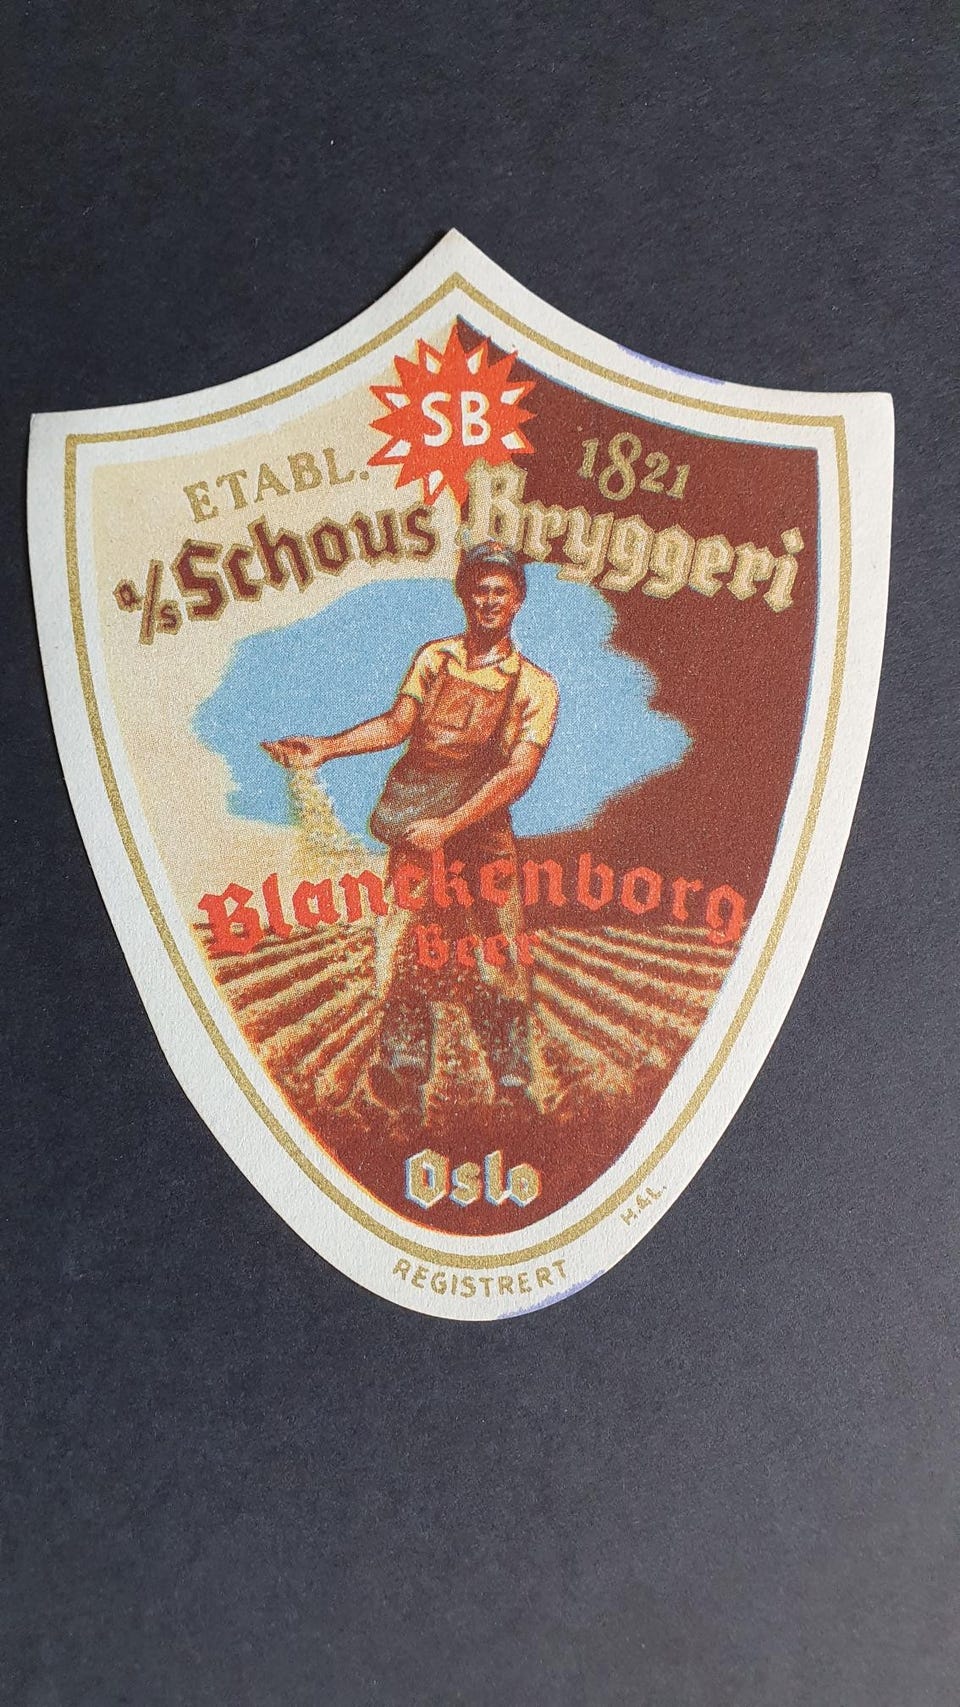 SB
ETABL. 1821
a/s Schous Bryggeri
Blanckenborg
Beer
Oslo
H.&L.
REGISTRERT